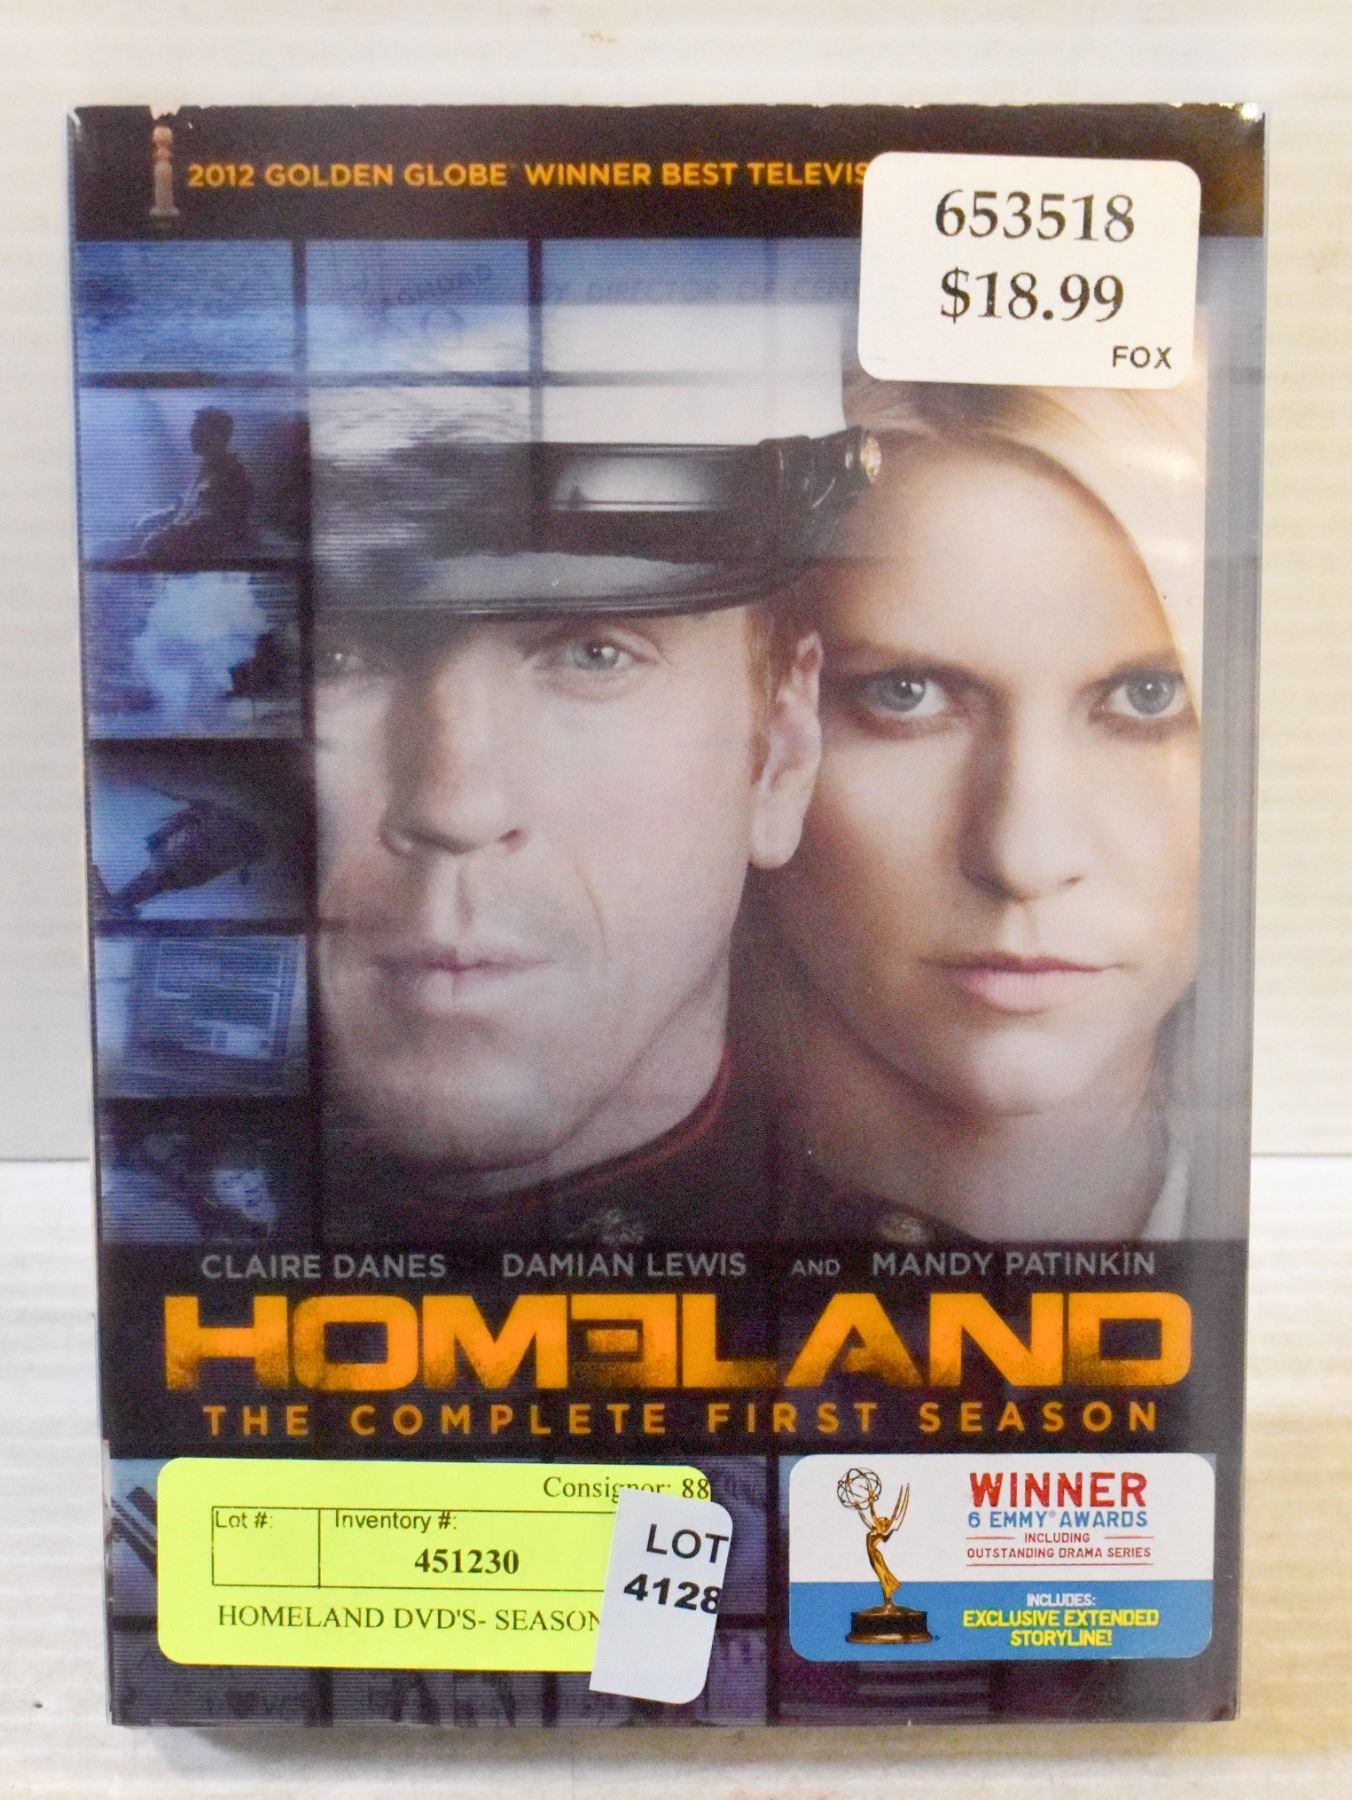 2012 GOLDEN GLOBE WINNER BEST TELEVIS
653518
$18.99
FOX
CLAIRE DANES DAMIAN LEWIS AND MANDY PATINKIN
HOMELAND
THE COMPLETE FIRST SEASON
Consignor: 88
Lot #: Inventory #:
451230
HOMELAND DVD'S- SEASON
LOT
4128
WINNER
6 EMMY® AWARDS
INCLUDING
OUTSTANDING DRAMA SERIES
INCLUDES:
EXCLUSIVE EXTENDED
STORYLINE!